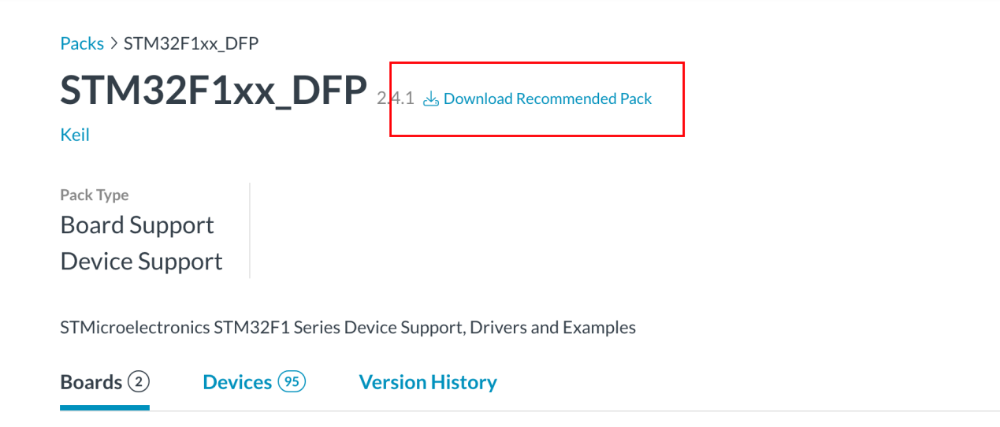 Packs > STM32F1xx_DFP
STM32F1xx_DFP 2.4.1 Download Recommended Pack
Keil
Pack Type
Board Support
Device Support
STMicroelectronics STM32F1 Series Device Support, Drivers and Examples
Boards 2 Devices 95 Version History